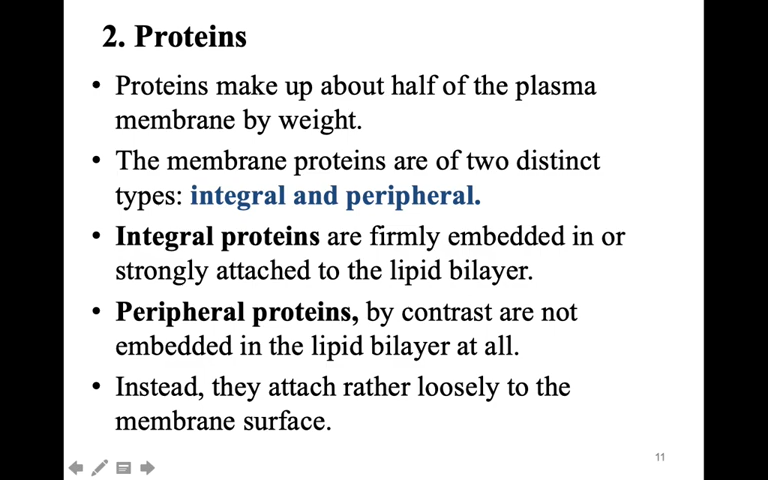 2. Proteins
• Proteins make up about half of the plasma
membrane by weight.
• The membrane proteins are of two distinct
types: integral and peripheral.
• Integral proteins are firmly embedded in or
strongly attached to the lipid bilayer.
• Peripheral proteins, by contrast are not
embedded in the lipid bilayer at all.
• Instead, they attach rather loosely to the
membrane surface.
11